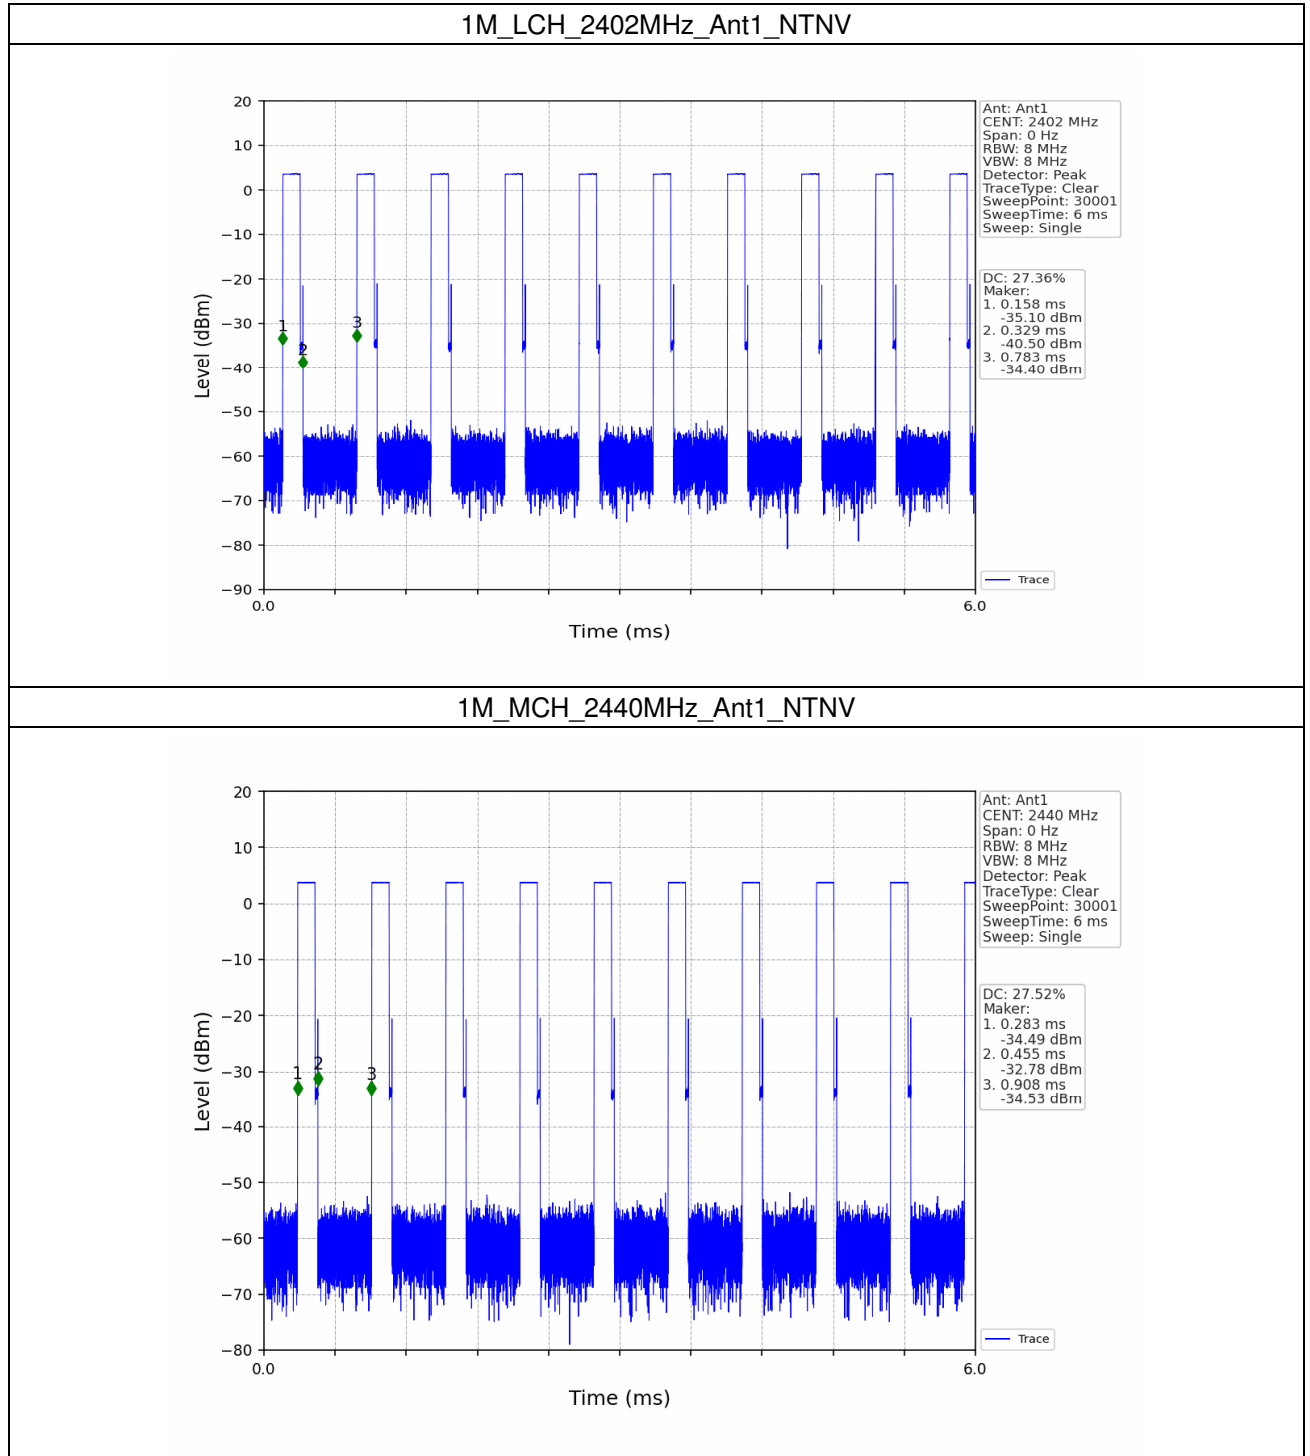 1M_LCH_2402MHz_Ant1_NTNV
20
10
0
−10
−20
−30
−40
−50
−60
−70
−80
−90
Level (dBm)
1
2
3
0.0
6.0
Time (ms)
Ant: Ant1
CENT: 2402 MHz
Span: 0 Hz
RBW: 8 MHz
VBW: 8 MHz
Detector: Peak
TraceType: Clear
SweepPoint: 30001
SweepTime: 6 ms
Sweep: Single
DC: 27.36%
Maker:
1. 0.158 ms
-35.10 dBm
2. 0.329 ms
-40.50 dBm
3. 0.783 ms
-34.40 dBm
Trace
1M_MCH_2440MHz_Ant1_NTNV
20
10
0
−10
−20
−30
−40
−50
−60
−70
−80
Level (dBm)
1
2
3
0.0
6.0
Time (ms)
Ant: Ant1
CENT: 2440 MHz
Span: 0 Hz
RBW: 8 MHz
VBW: 8 MHz
Detector: Peak
TraceType: Clear
SweepPoint: 30001
SweepTime: 6 ms
Sweep: Single
DC: 27.52%
Maker:
1. 0.283 ms
-34.49 dBm
2. 0.455 ms
-32.78 dBm
3. 0.908 ms
-34.53 dBm
Trace